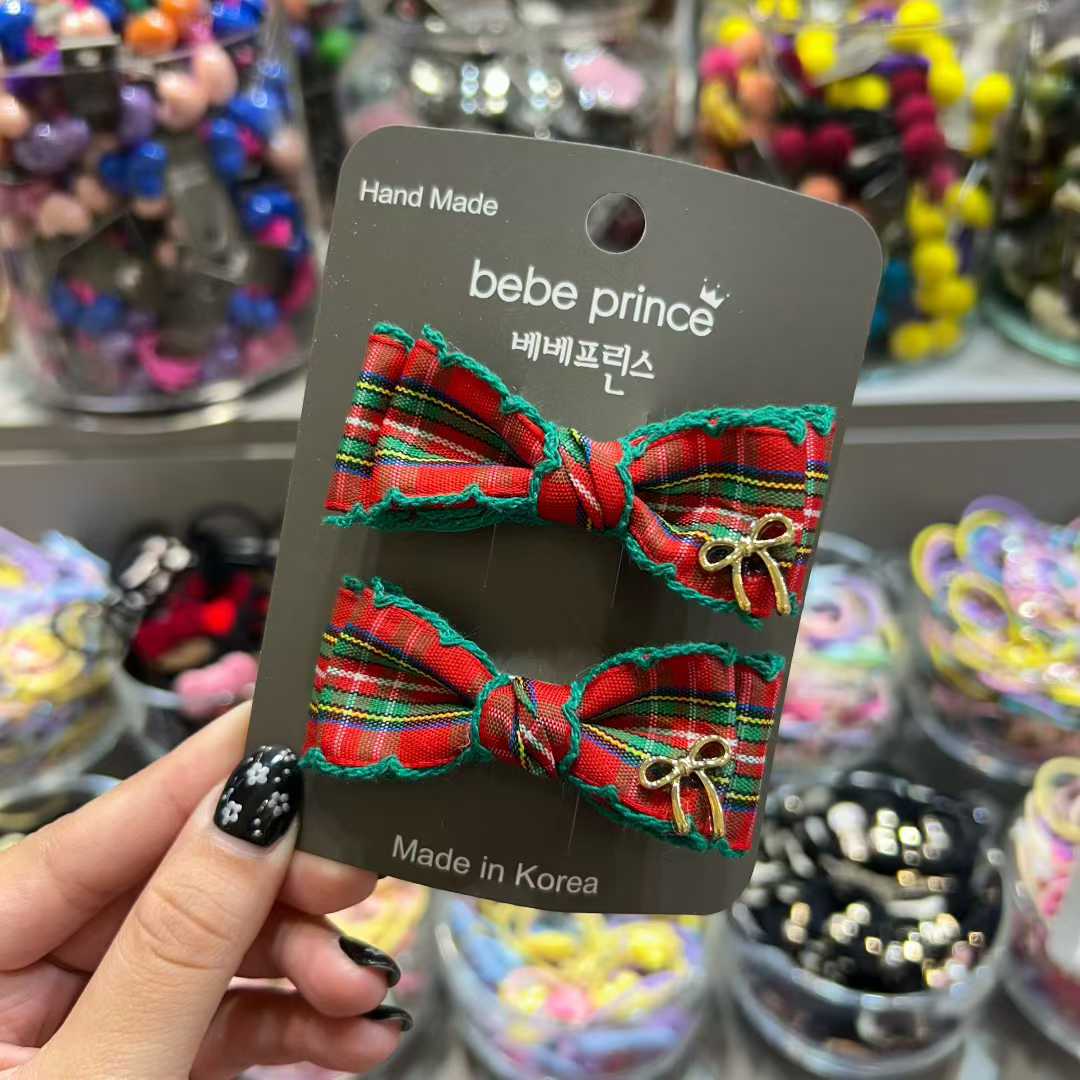 Hand Made
bebe prince
베베프린스
Made in Korea